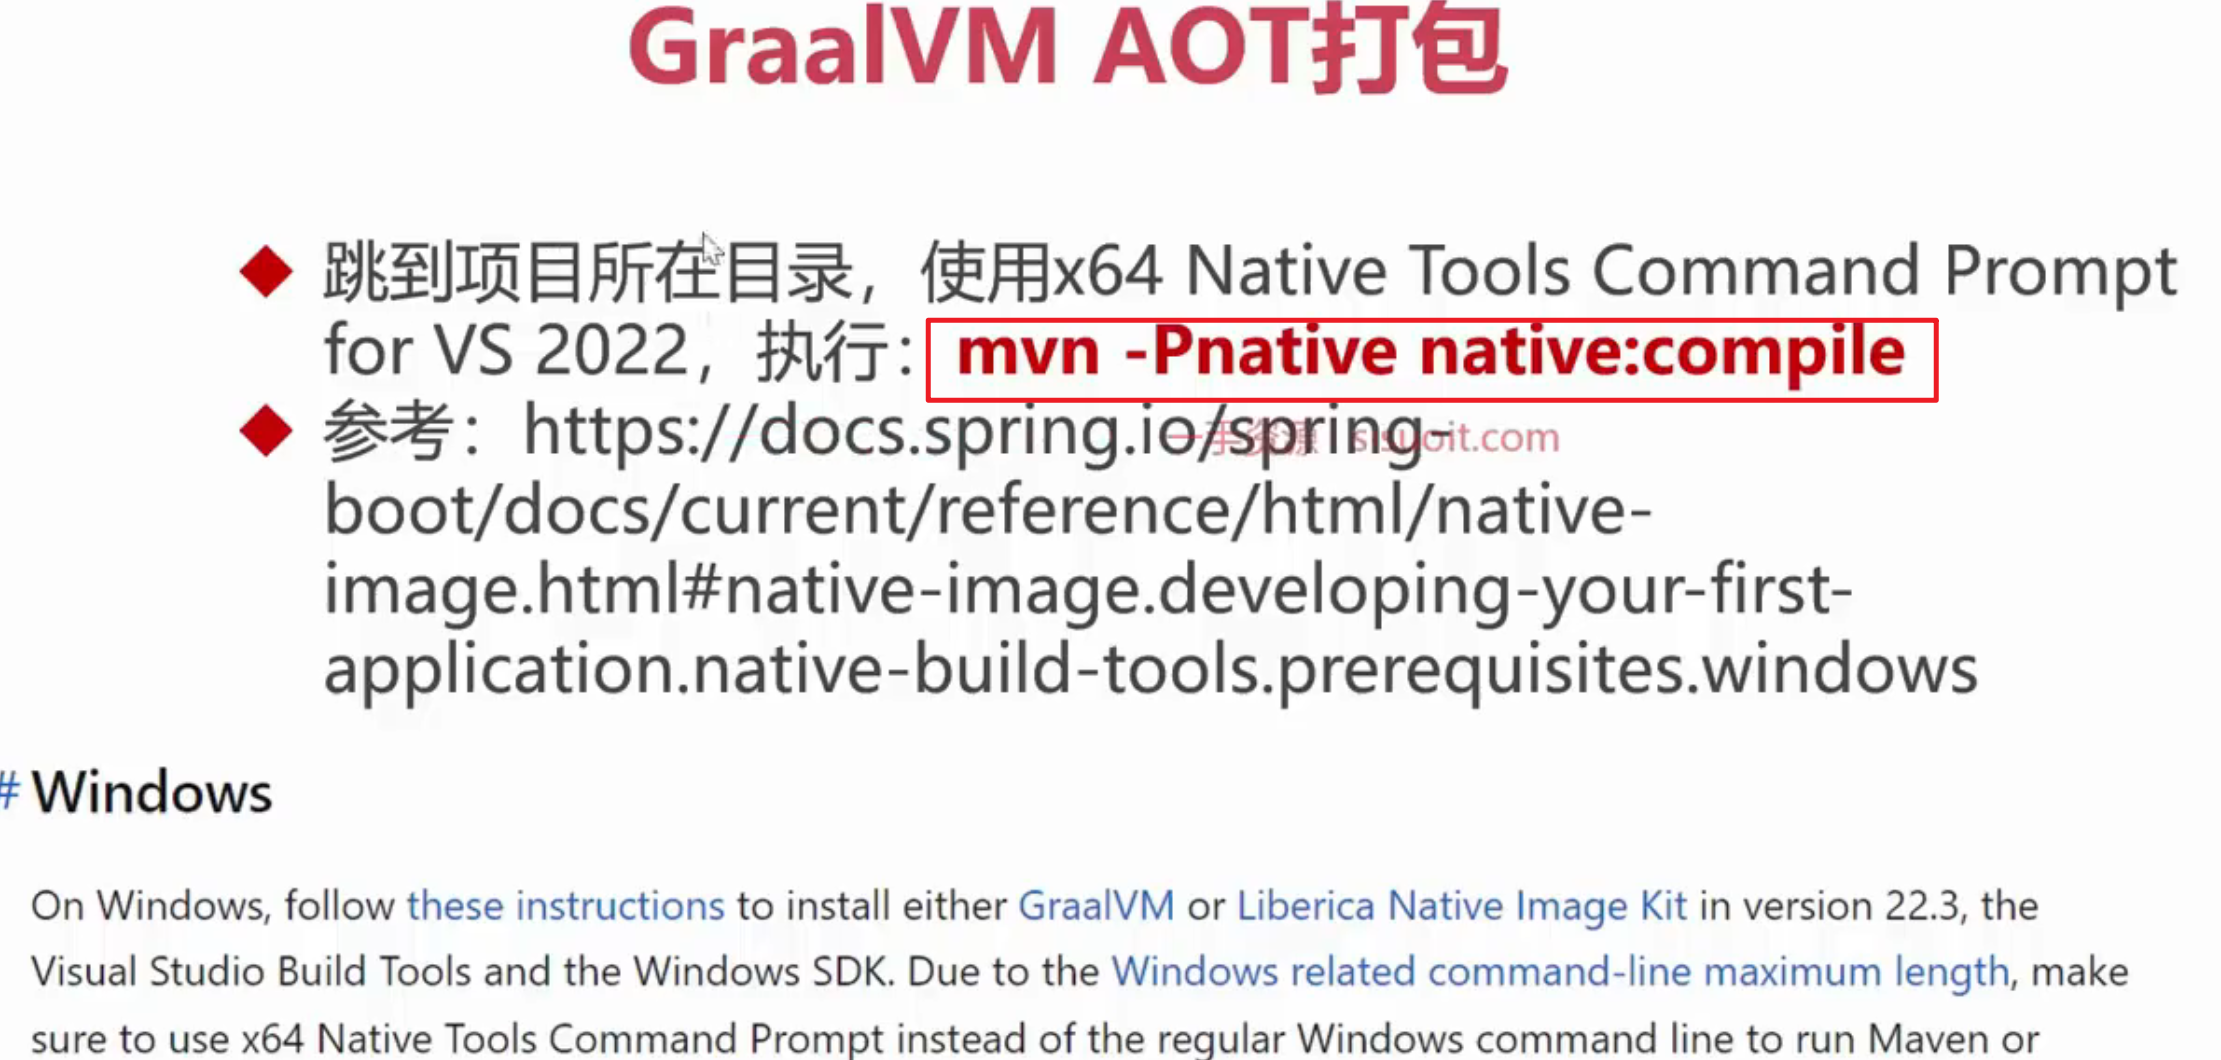 GraalVM AOT打包
跳到项目所在目录，使用x64 Native Tools Command Prompt
for VS 2022，执行：mvn -Pnative native:compile
参考：https://docs.spring.io/spring-
一手资源
it.com
boot/docs/current/reference/html/native-
image.html#native-image.developing-your-first-
application.native-build-tools.prerequisites.windows
# Windows
On Windows, follow these instructions to install either GraalVM or Liberica Native Image Kit in version 22.3, the
Visual Studio Build Tools and the Windows SDK. Due to the Windows related command-line maximum length, make
sure to use x64 Native Tools Command Prompt instead of the regular Windows command line to run Maven or